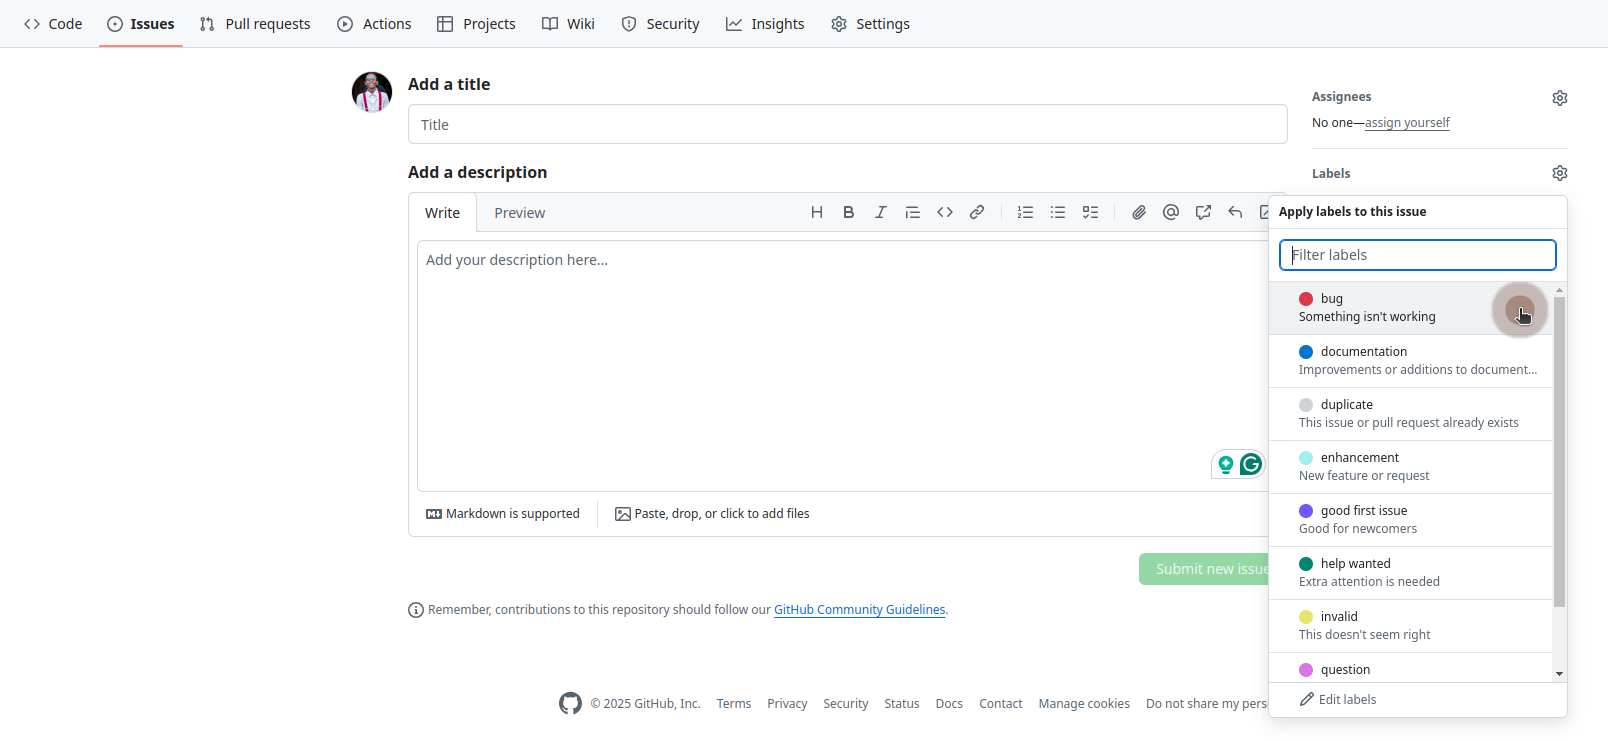 Code Issues Pull requests Actions Projects Wiki Security Insights Settings
Add a title
Title
Add a description
Write Preview
Add your description here...
Markdown is supported Paste, drop, or click to add files
Submit new issue
Remember, contributions to this repository should follow our GitHub Community Guidelines.
Assignees
No one—assign yourself
Labels
Apply labels to this issue
Filter labels
bug
Something isn't working
documentation
Improvements or additions to document...
duplicate
This issue or pull request already exists
enhancement
New feature or request
good first issue
Good for newcomers
help wanted
Extra attention is needed
invalid
This doesn't seem right
question
Edit labels
© 2025 GitHub, Inc. Terms Privacy Security Status Docs Contact Manage cookies Do not share my pers